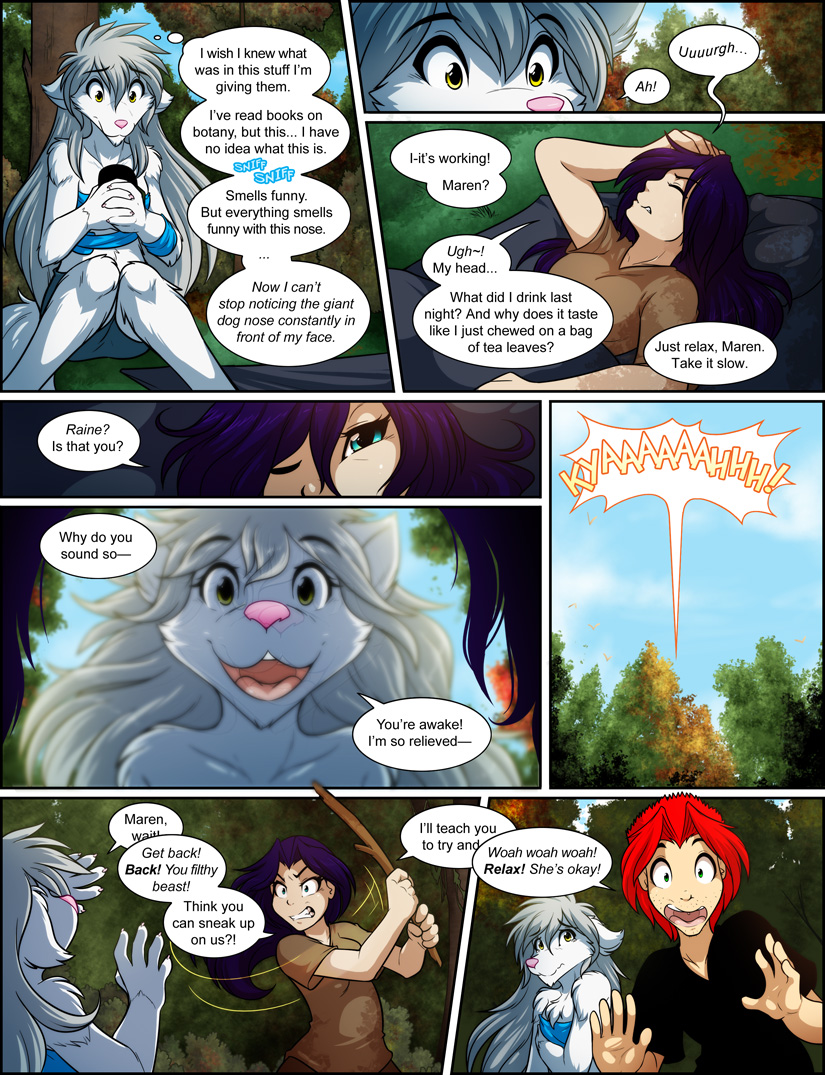 I wish I knew what
was in this stuff I'm
giving them.
I've read books on
botany, but this... I have
no idea what this is.
SNIFF
SNIFF
Smells funny.
But everything smells
funny with this nose.
...
Now I can't
stop noticing the giant
dog nose constantly in
front of my face.
Uuuurgh...
Ah!
I-it's working!
Maren?
Ugh~!
My head...
What did I drink last
night? And why does it taste
like I just chewed on a bag
of tea leaves?
Just relax, Maren.
Take it slow.
Raine?
Is that you?
Why do you
sound so—
You're awake!
I'm so relieved—
KYAAAAAAAHHH!
Maren,
wait!
Get back!
Back! You filthy
beast!
Think you
can sneak up
on us?!
I'll teach you
to try and
Woah woah woah!
Relax! She's okay!